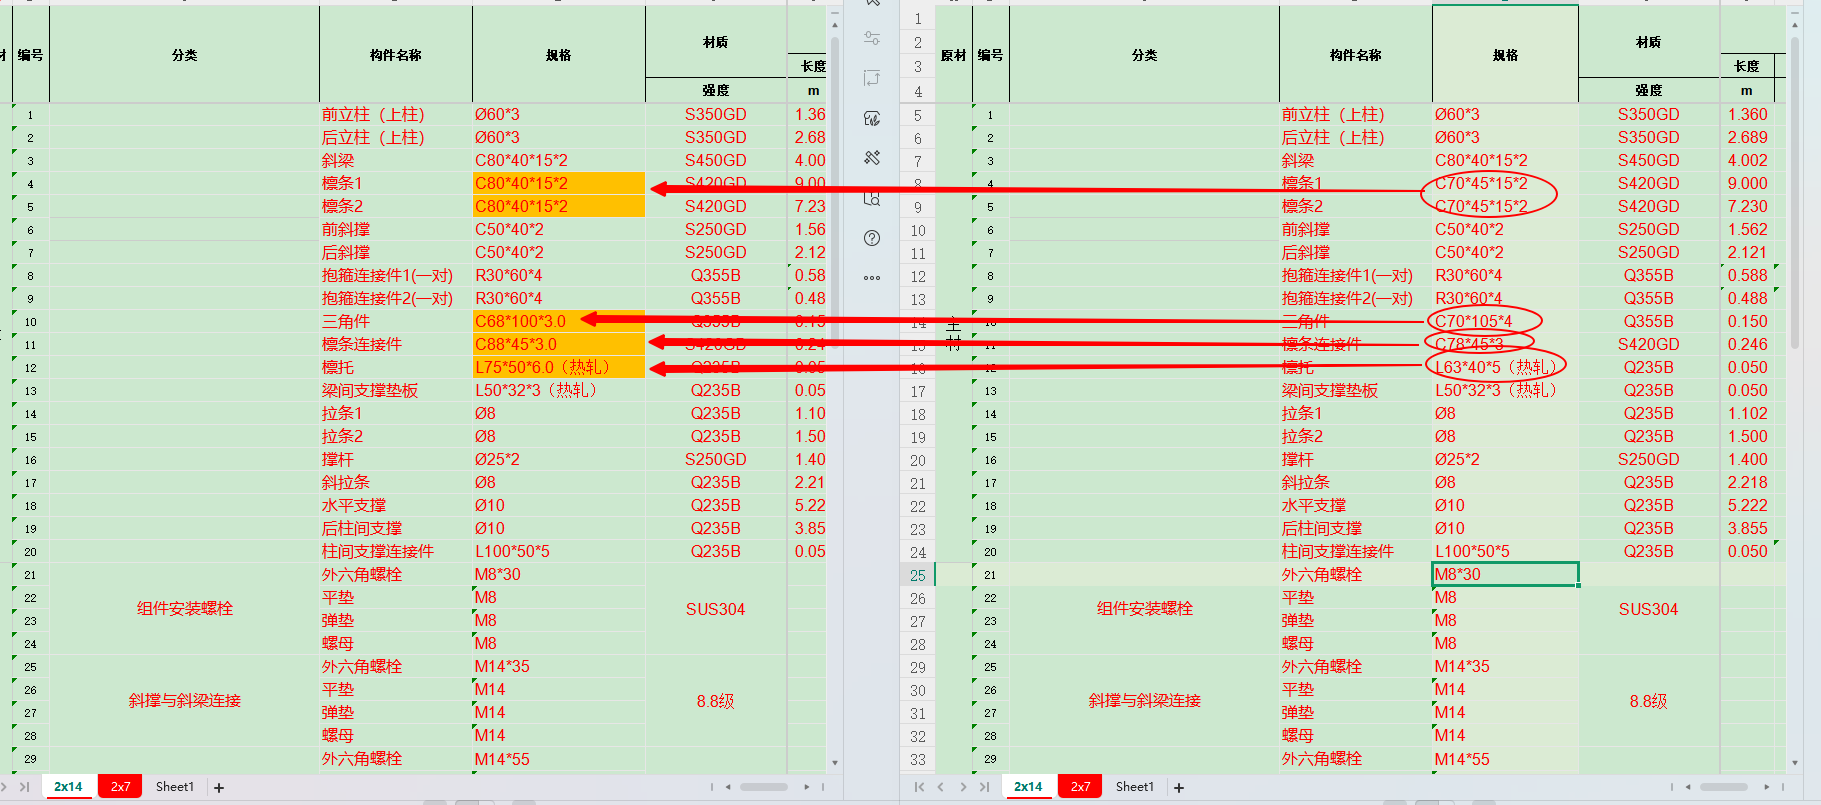 材 编号 分类 构件名称 规格 材质 长度
强度 m
1 前立柱（上柱） Ø60*3 S350GD 1.36
2 后立柱（上柱） Ø60*3 S350GD 2.68
3 斜梁 C80*40*15*2 S450GD 4.00
4 檩条1 C80*40*15*2 S420GD 9.00
5 檩条2 C80*40*15*2 S420GD 7.23
6 前斜撑 C50*40*2 S250GD 1.56
7 后斜撑 C50*40*2 S250GD 2.12
8 抱箍连接件1(一对) R30*60*4 Q355B 0.58
9 抱箍连接件2(一对) R30*60*4 Q355B 0.48
10 三角件 C68*100*3.0 Q355B 0.15
11 檩条连接件 C88*45*3.0 S420GD 0.24
12 檩托 L75*50*6.0（热轧） Q235B 0.05
13 梁间支撑垫板 L50*32*3（热轧） Q235B 0.05
14 拉条1 Ø8 Q235B 1.10
15 拉条2 Ø8 Q235B 1.50
16 撑杆 Ø25*2 S250GD 1.40
17 斜拉条 Ø8 Q235B 2.21
18 水平支撑 Ø10 Q235B 5.22
19 后柱间支撑 Ø10 Q235B 3.85
20 柱间支撑连接件 L100*50*5 Q235B 0.05
21 外六角螺栓 M8*30
22 平垫 M8
组件安装螺栓 SUS304
23 弹垫 M8
24 螺母 M8
25 外六角螺栓 M14*35
26 平垫 M14
斜撑与斜梁连接 8.8级
27 弹垫 M14
28 螺母 M14
29 外六角螺栓 M14*55
2x14 2x7 Sheet1 +
1
2
3
4
原材 编号 分类 构件名称 规格 材质 长度
强度 m
5 1 前立柱（上柱） Ø60*3 S350GD 1.360
6 2 后立柱（上柱） Ø60*3 S350GD 2.689
7 3 斜梁 C80*40*15*2 S450GD 4.002
8 4 檩条1 C70*45*15*2 S420GD 9.000
9 5 檩条2 C70*45*15*2 S420GD 7.230
10 6 前斜撑 C50*40*2 S250GD 1.562
11 7 后斜撑 C50*40*2 S250GD 2.121
12 8 抱箍连接件1(一对) R30*60*4 Q355B 0.588
13 9 抱箍连接件2(一对) R30*60*4 Q355B 0.488
14 主材 10 三角件 C70*105*4 Q355B 0.150
15 11 檩条连接件 C78*45*3 S420GD 0.246
16 12 檩托 L63*40*5（热轧） Q235B 0.050
17 13 梁间支撑垫板 L50*32*3（热轧） Q235B 0.050
18 14 拉条1 Ø8 Q235B 1.102
19 15 拉条2 Ø8 Q235B 1.500
20 16 撑杆 Ø25*2 S250GD 1.400
21 17 斜拉条 Ø8 Q235B 2.218
22 18 水平支撑 Ø10 Q235B 5.222
23 19 后柱间支撑 Ø10 Q235B 3.855
24 20 柱间支撑连接件 L100*50*5 Q235B 0.050
25 21 外六角螺栓 M8*30
26 22 平垫 M8
组件安装螺栓 SUS304
27 23 弹垫 M8
28 24 螺母 M8
29 25 外六角螺栓 M14*35
30 26 平垫 M14
斜撑与斜梁连接 8.8级
31 27 弹垫 M14
32 28 螺母 M14
33 29 外六角螺栓 M14*55
2x14 2x7 Sheet1 +